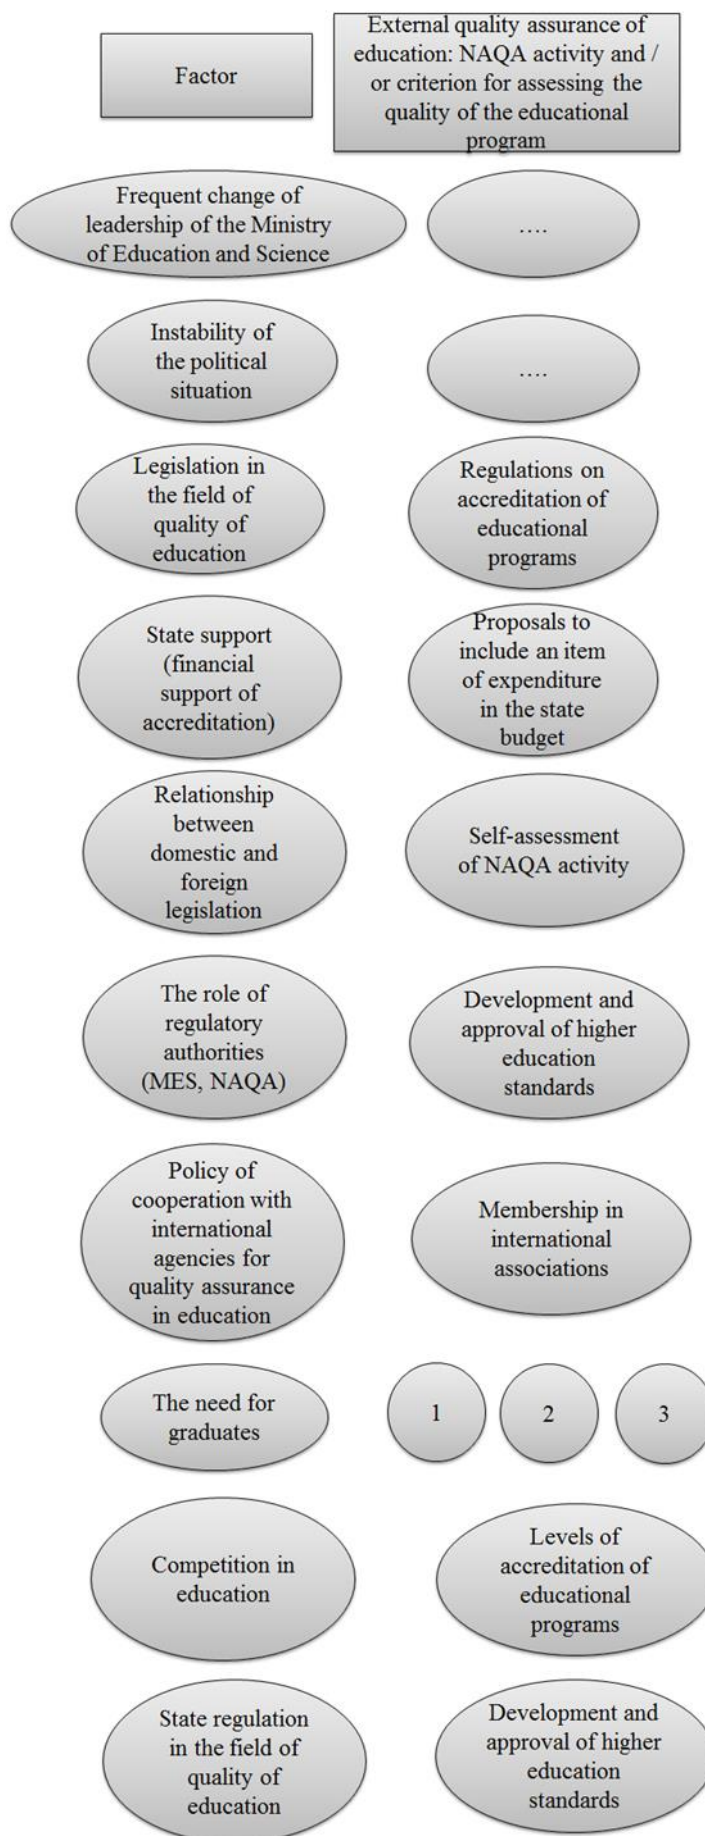 Factor
External quality assurance of
education: NAQA activity and /
or criterion for assessing the
quality of the educational
program
Frequent change of
leadership of the Ministry
of Education and Science
….
Instability of
the political
situation
….
Legislation in
the field of
quality of
education
Regulations on
accreditation of
educational
programs
State support
(financial
support of
accreditation)
Proposals to
include an item
of expenditure
in the state
budget
Relationship
between
domestic and
foreign
legislation
Self-assessment
of NAQA activity
The role of
regulatory
authorities
(MES, NAQA)
Development and
approval of higher
education
standards
Policy of
cooperation with
international
agencies for
quality assurance
in education
Membership in
international
associations
The need for
graduates
1
2
3
Competition in
education
Levels of
accreditation of
educational
programs
State regulation
in the field of
quality of
education
Development and
approval of higher
education
standards